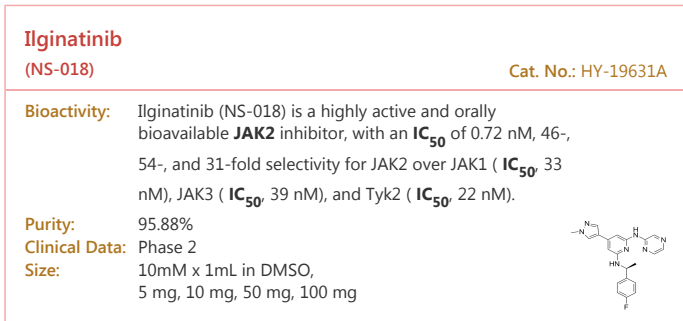 Ilginatinib
(NS-018)
Cat. No.: HY-19631A
Bioactivity: Ilginatinib (NS-018) is a highly active and orally
bioavailable JAK2 inhibitor, with an IC50 of 0.72 nM, 46-,
54-, and 31-fold selectivity for JAK2 over JAK1 ( IC50, 33
nM), JAK3 ( IC50, 39 nM), and Tyk2 ( IC50, 22 nM).
Purity: 95.88%
Clinical Data: Phase 2
Size: 10mM x 1mL in DMSO,
5 mg, 10 mg, 50 mg, 100 mg
H
N
N
N
N
N
N
N
HN
F